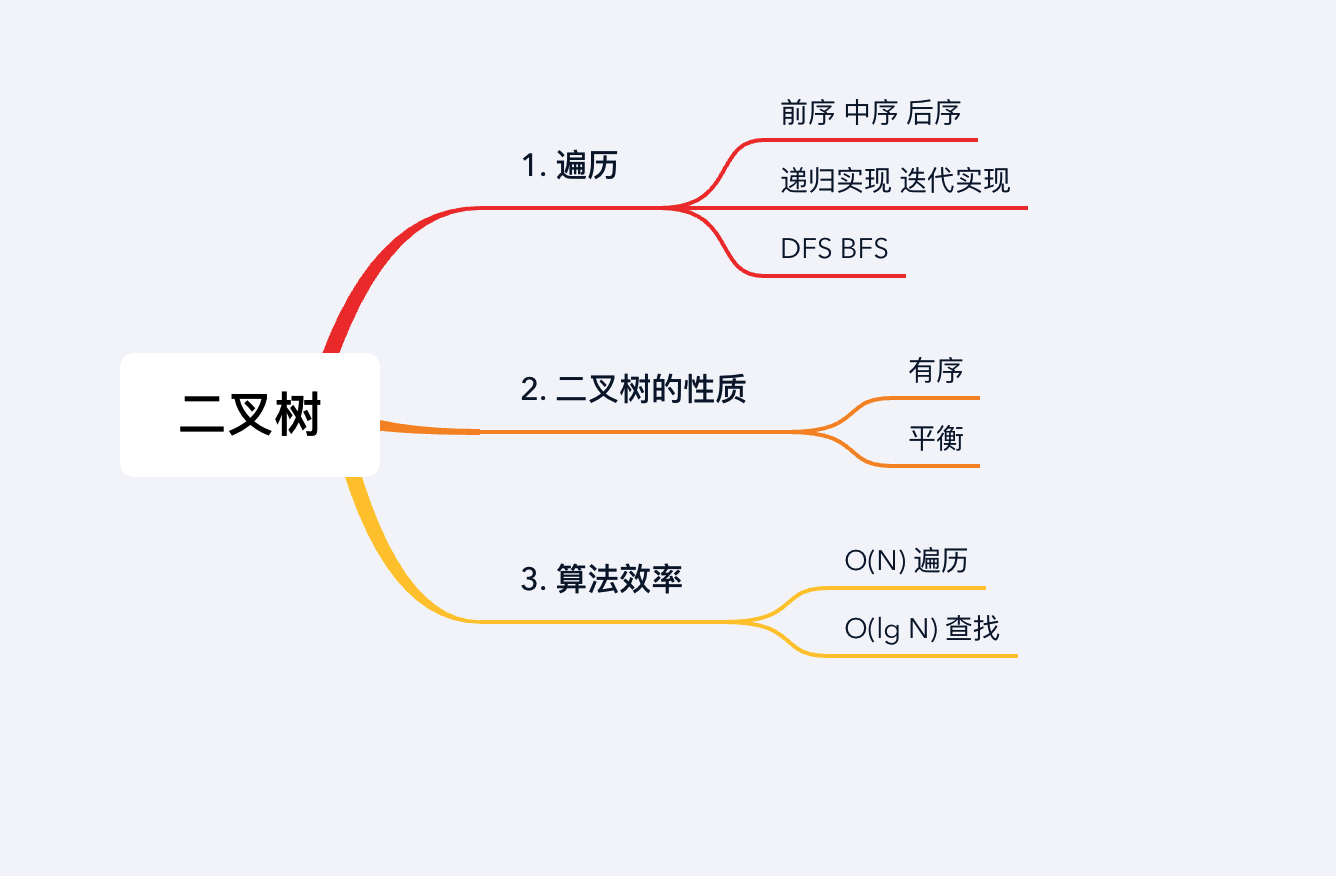 二叉树
1. 遍历
前序 中序 后序
递归实现 迭代实现
DFS BFS
2. 二叉树的性质
有序
平衡
3. 算法效率
O(N) 遍历
O(lg N) 查找